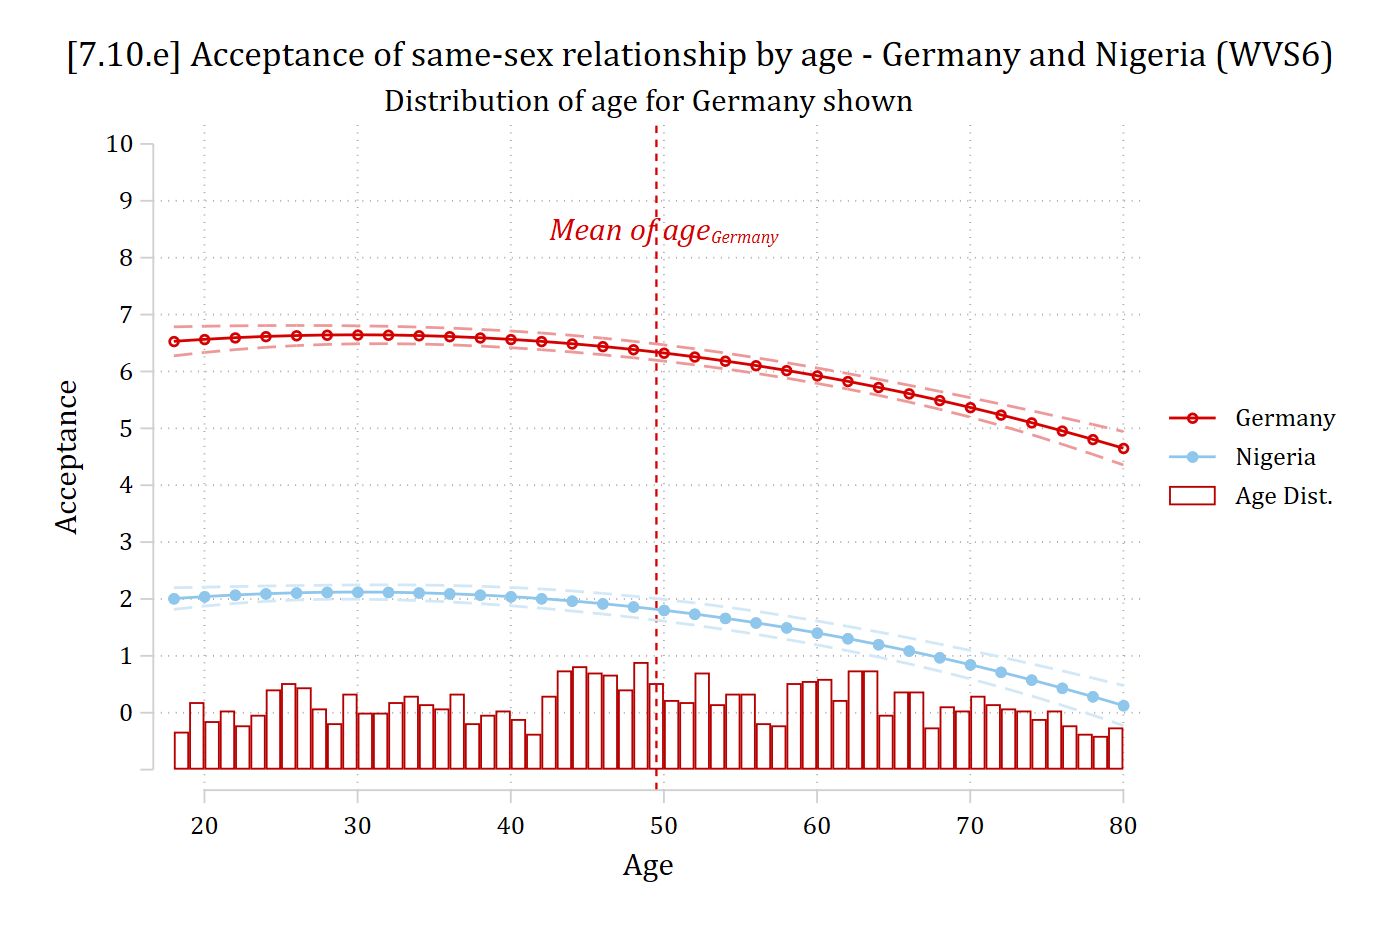 [7.10.e] Acceptance of same-sex relationship by age - Germany and Nigeria (WVS6)
Distribution of age for Germany shown
10
9
8
7
6
5
4
3
2
1
0
Acceptance
Mean of age Germany
20 30 40 50 60 70 80
Age
Germany
Nigeria
Age Dist.